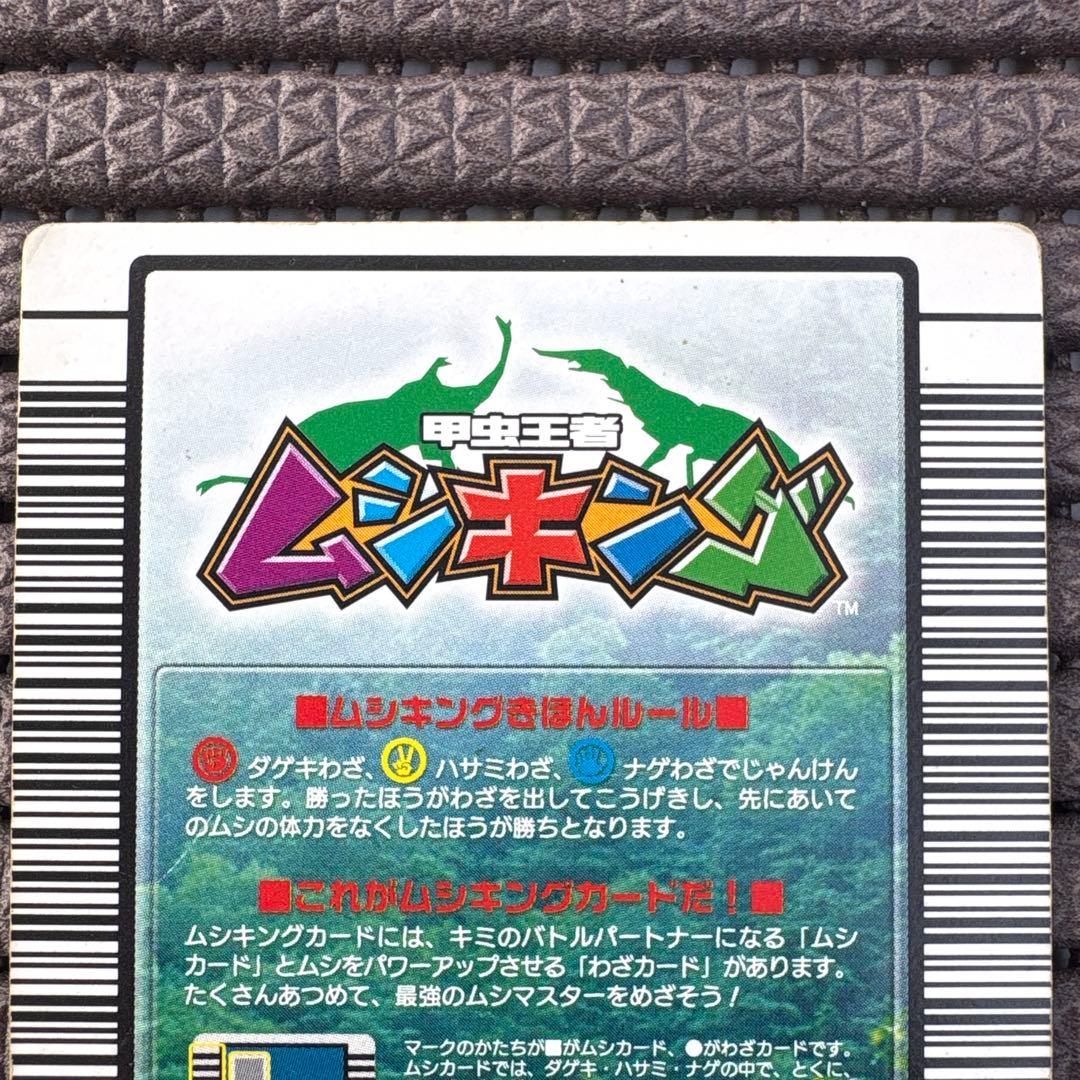 甲虫王者
ムシキング
TM
■ムシキングきほんルール■
ダゲキわざ、ハサミわざ、ナゲわざでじゃんけん
をします。勝ったほうがわざを出してこうげきし、先にあいて
のムシの体力をなくしたほうが勝ちとなります。
■これがムシキングカードだ！■
ムシキングカードには、キミのバトルパートナーになる「ムシ
カード」とムシをパワーアップさせる「わざカード」があります。
たくさんあつめて、最強のムシマスターをめざそう！
マークのかたちが■がムシカード、●がわざカードです。
ムシカードでは、ダゲキ・ハサミ・ナゲの中で、とくに、